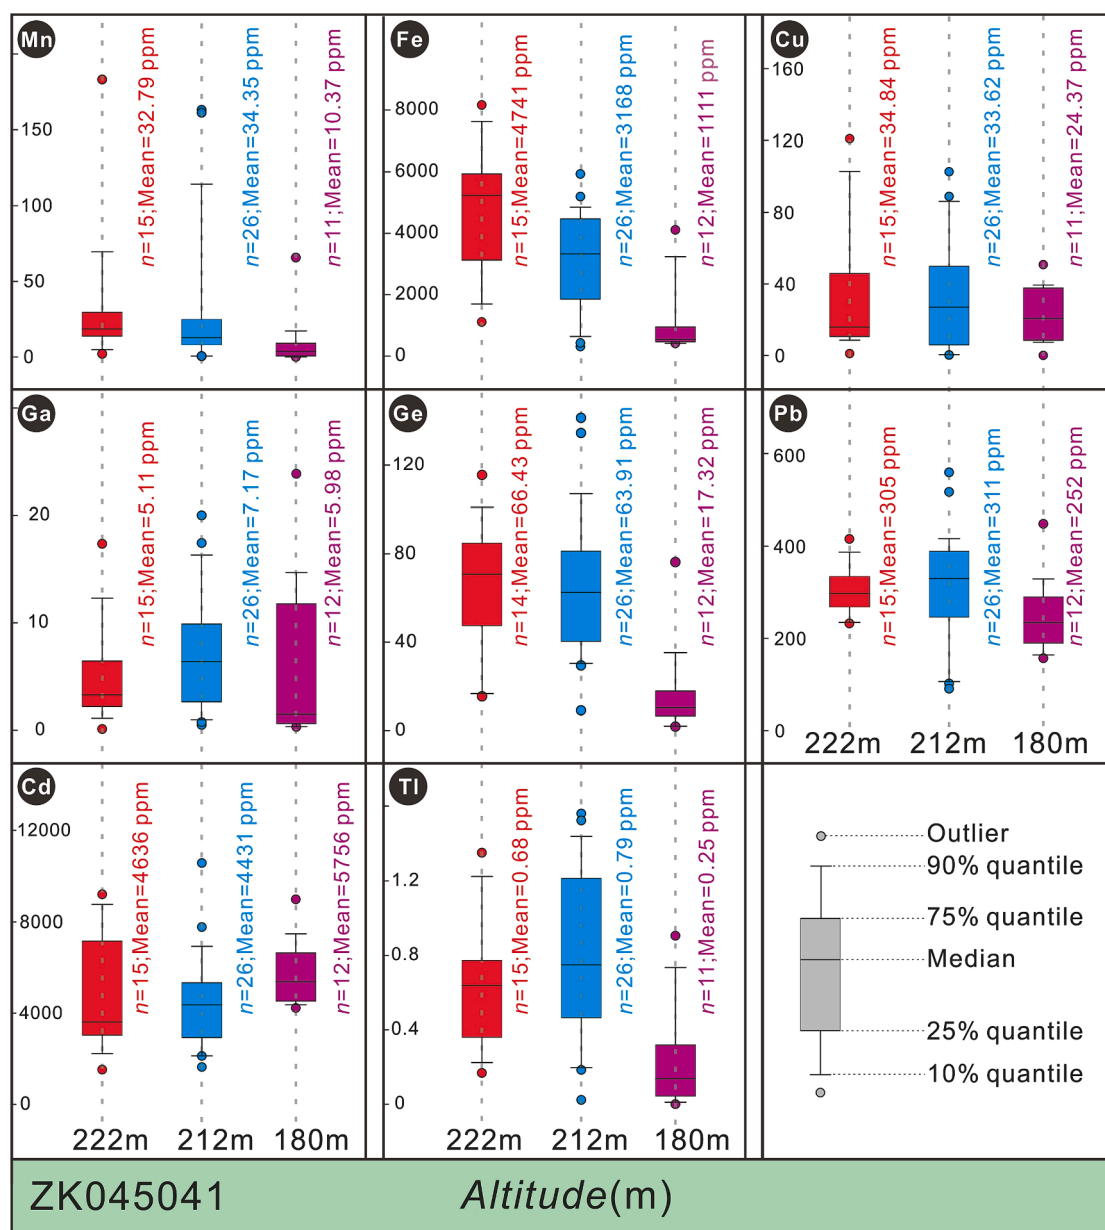 Mn
150
100
50
0
n=15;Mean=32.79 ppm
n=26;Mean=34.35 ppm
n=11;Mean=10.37 ppm
Fe
8000
6000
4000
2000
0
n=15;Mean=4741 ppm
n=26;Mean=3168 ppm
n=12;Mean=1111 ppm
Cu
160
120
80
40
0
n=15;Mean=34.84 ppm
n=26;Mean=33.62 ppm
n=11;Mean=24.37 ppm
Ga
20
10
0
n=15;Mean=5.11 ppm
n=26;Mean=7.17 ppm
n=12;Mean=5.98 ppm
Ge
120
80
40
0
n=14;Mean=66.43 ppm
n=26;Mean=63.91 ppm
n=12;Mean=17.32 ppm
Pb
600
400
200
0
n=15;Mean=305 ppm
n=26;Mean=311 ppm
n=12;Mean=252 ppm
222m 212m 180m
Cd
12000
8000
4000
0
n=15;Mean=4636 ppm
n=26;Mean=4431 ppm
n=12;Mean=5756 ppm
222m 212m 180m
Tl
1.2
0.8
0.4
0
n=15;Mean=0.68 ppm
n=26;Mean=0.79 ppm
n=11;Mean=0.25 ppm
222m 212m 180m
Outlier
90% quantile
75% quantile
Median
25% quantile
10% quantile
ZK045041 Altitude(m)